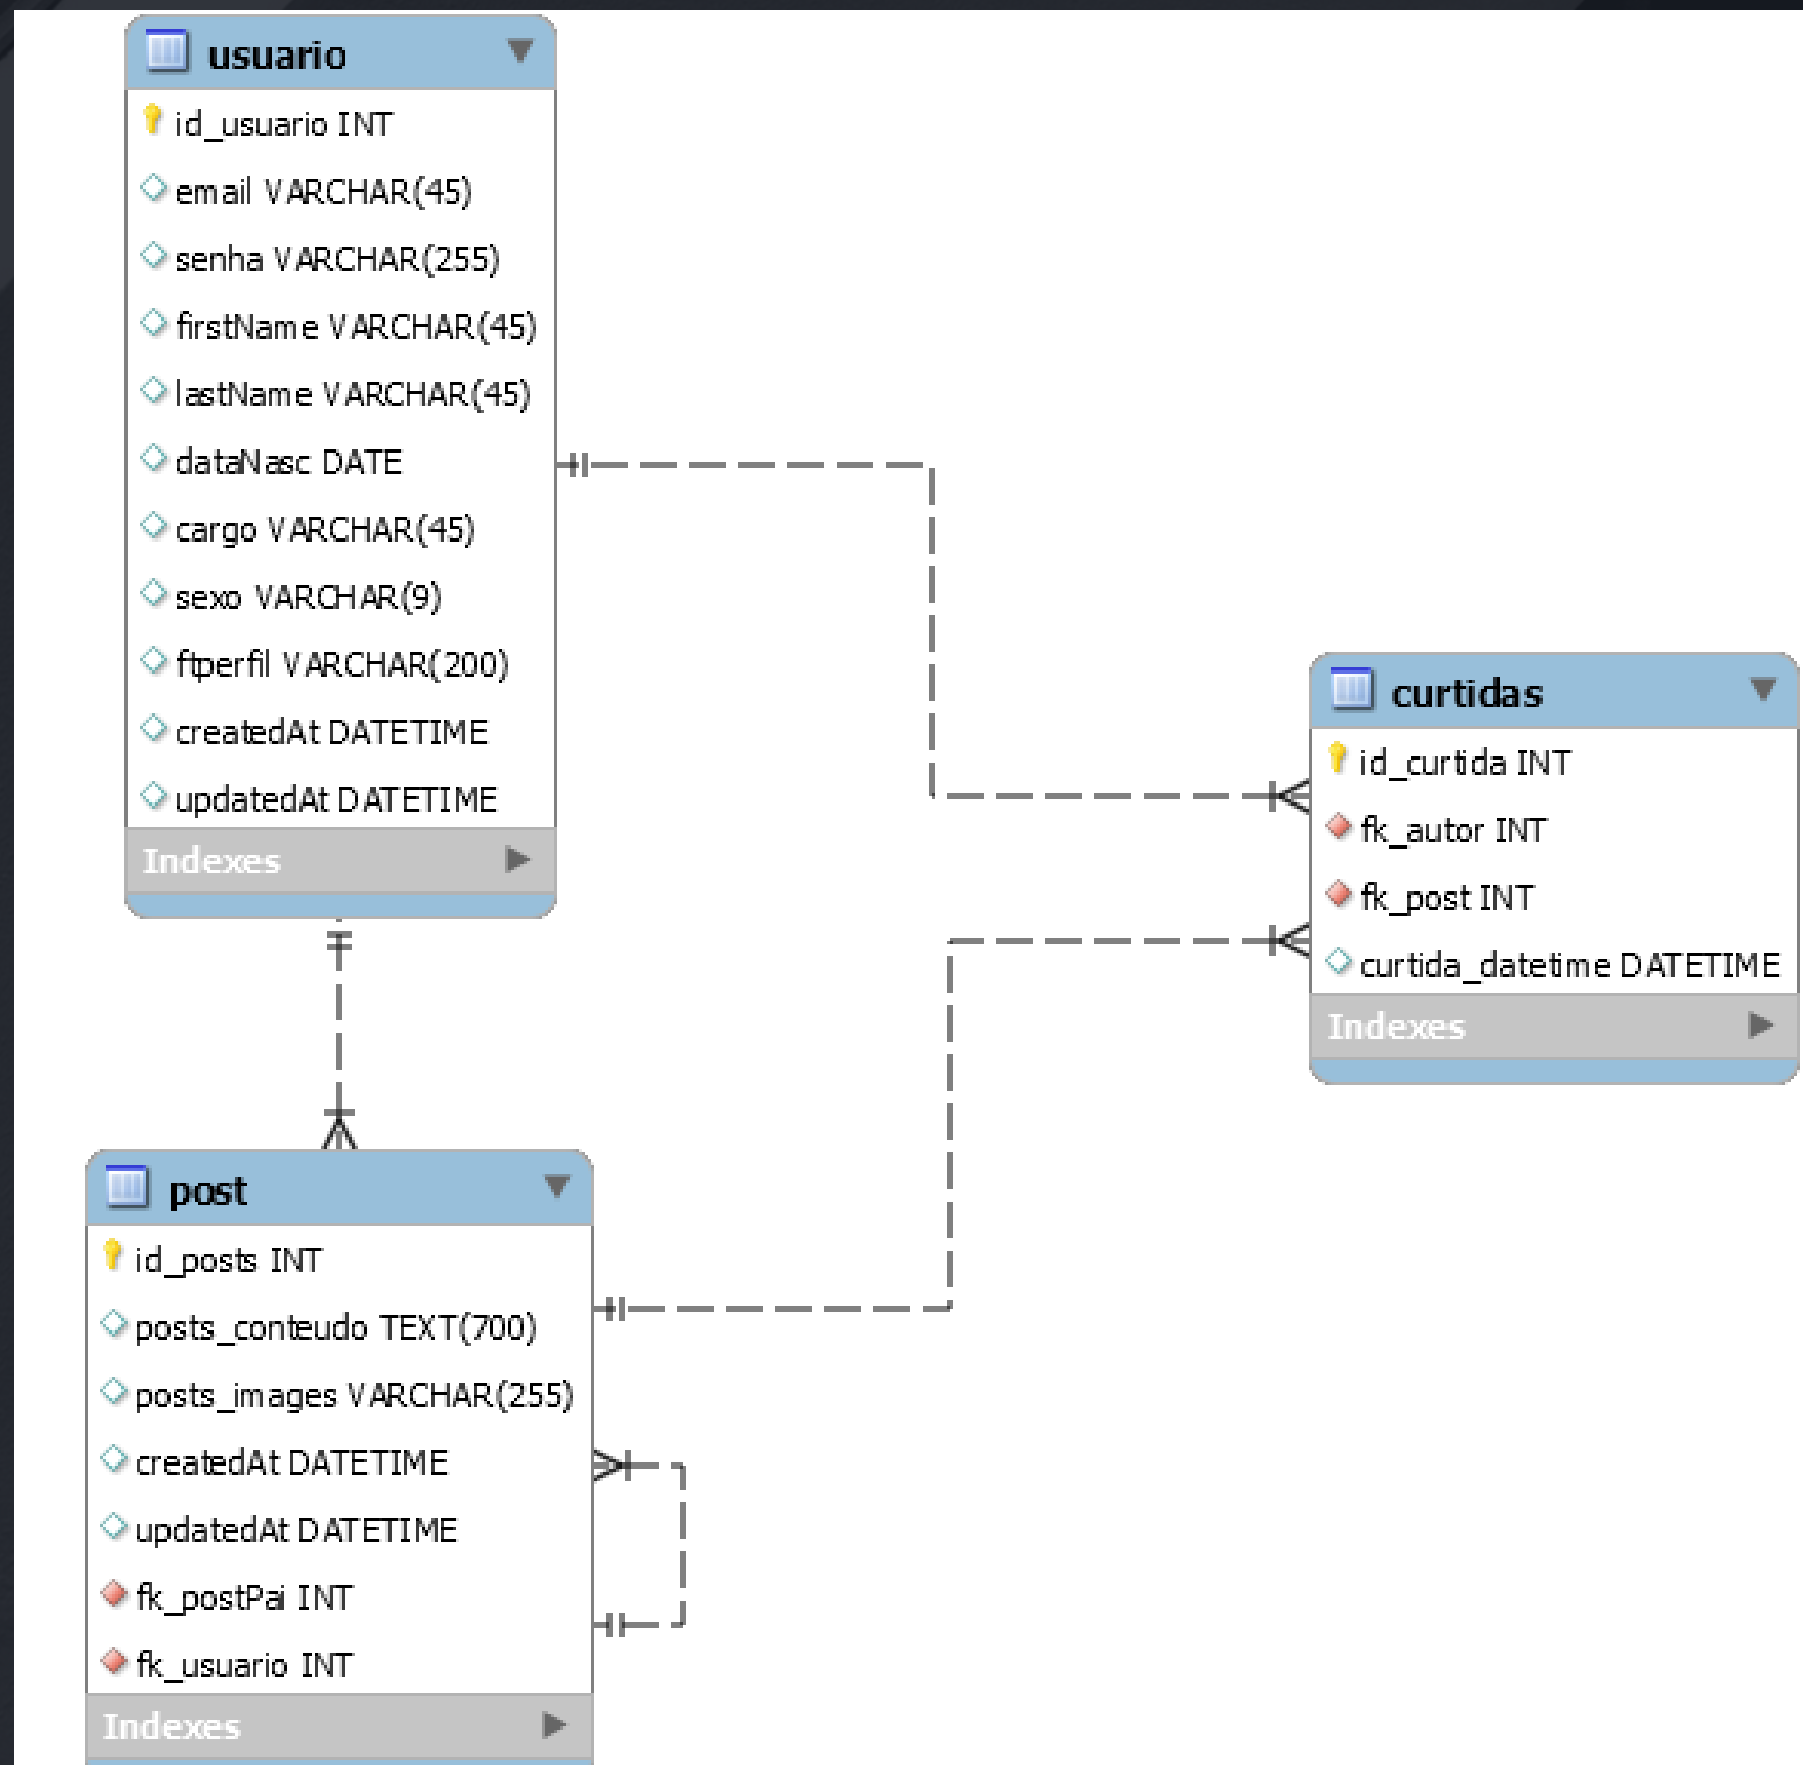 usuario
id_usuario INT
email VARCHAR(45)
senha VARCHAR(255)
firstName VARCHAR(45)
lastName VARCHAR(45)
dataNasc DATE
cargo VARCHAR(45)
sexo VARCHAR(9)
ftperfil VARCHAR(200)
createdAt DATETIME
updatedAt DATETIME
Indexes
curtidas
id_curtida INT
fk_autor INT
fk_post INT
curtida_datetime DATETIME
Indexes
post
id_posts INT
posts_conteudo TEXT(700)
posts_images VARCHAR(255)
createdAt DATETIME
updatedAt DATETIME
fk_postPai INT
fk_usuario INT
Indexes